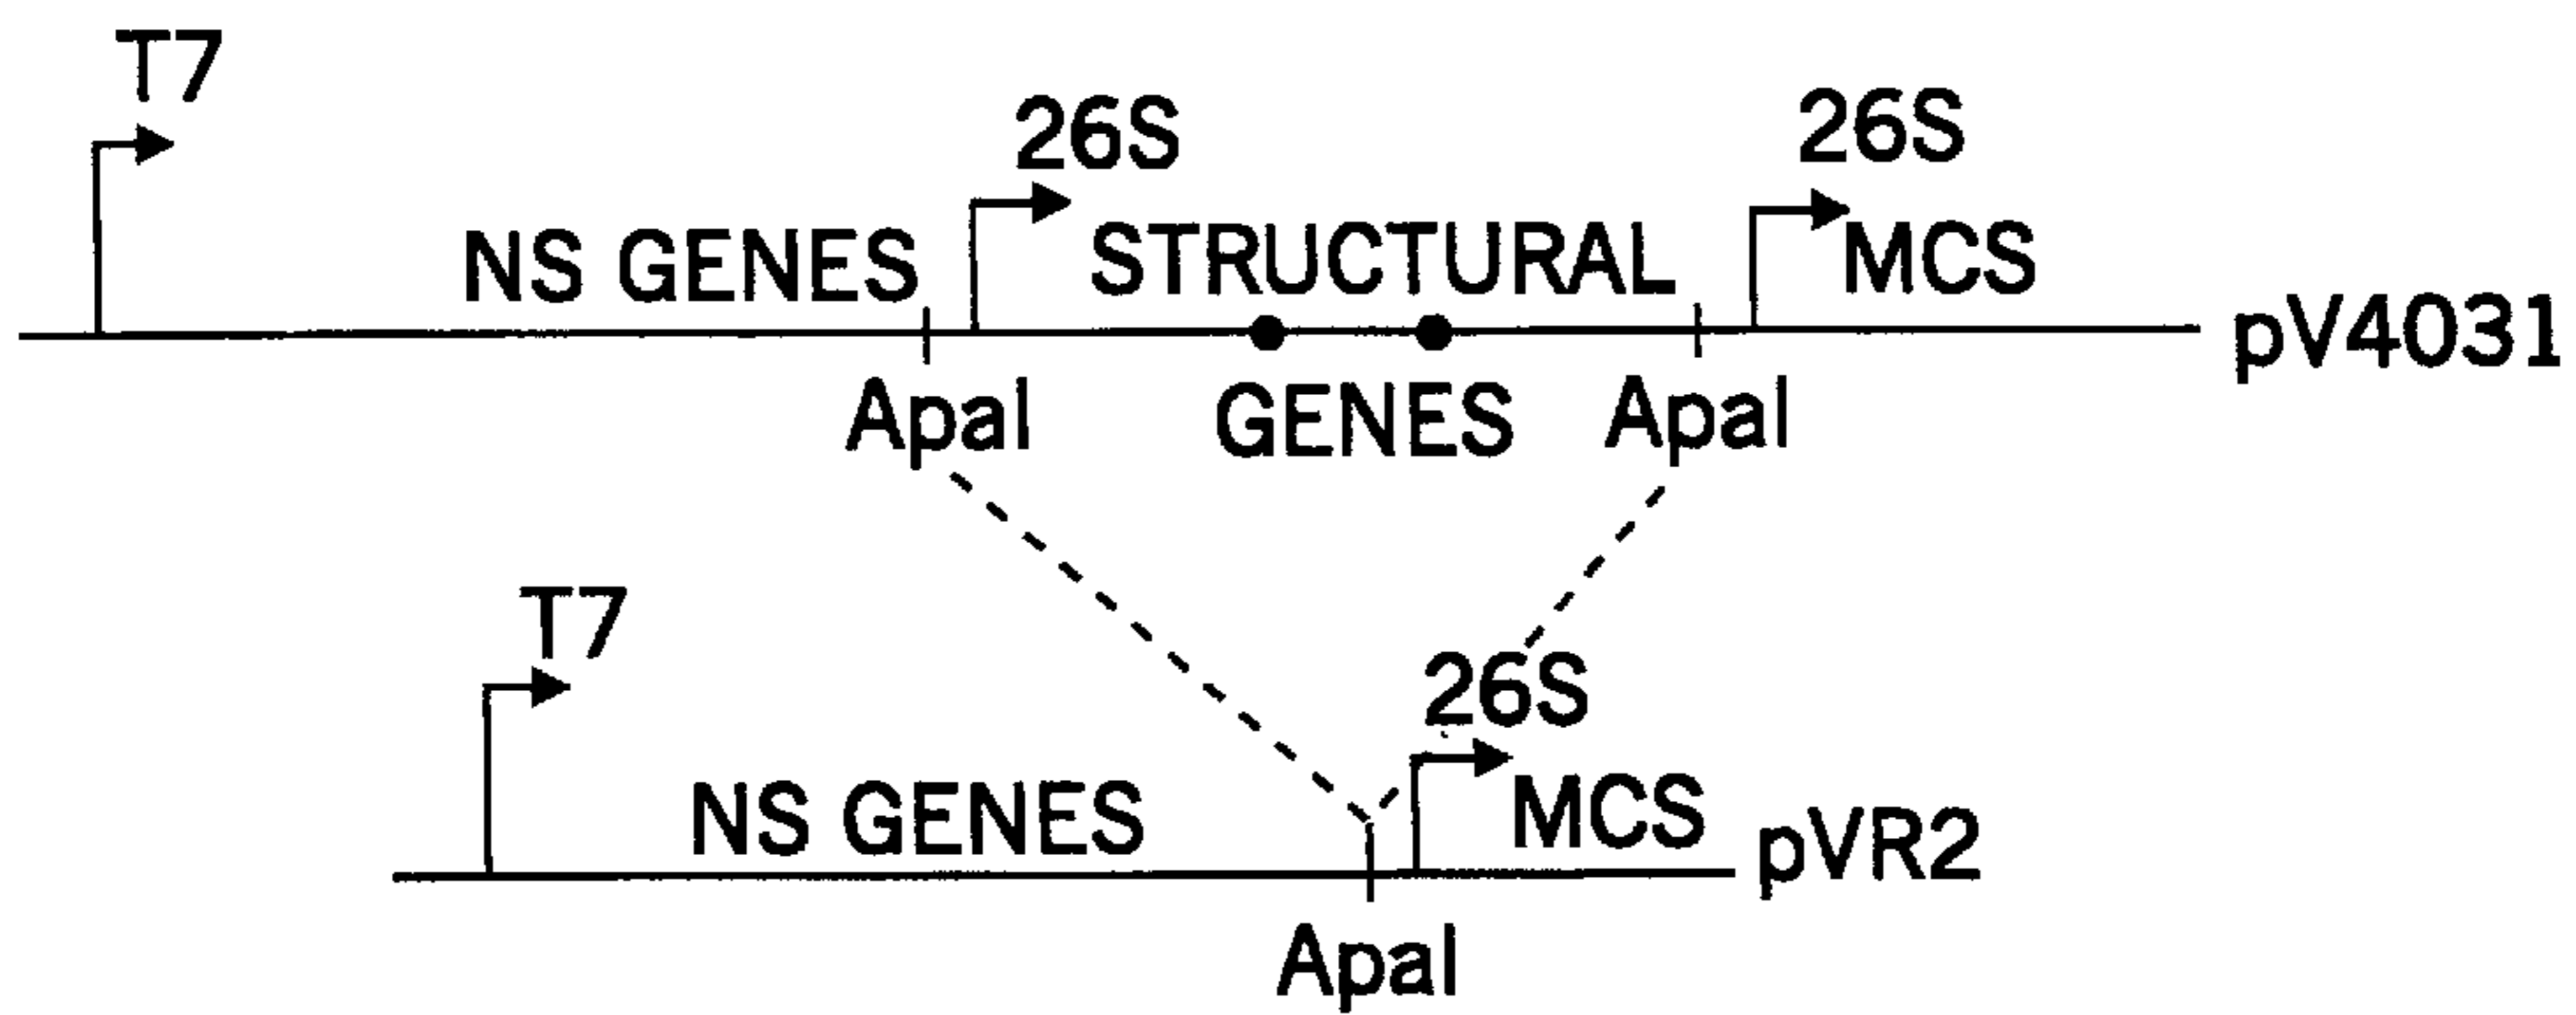 T7
26S
26S
NS GENES
STRUCTURAL
MCS
pV4031
ApaI
GENES
ApaI
T7
26S
NS GENES
MCS
pVR2
ApaI